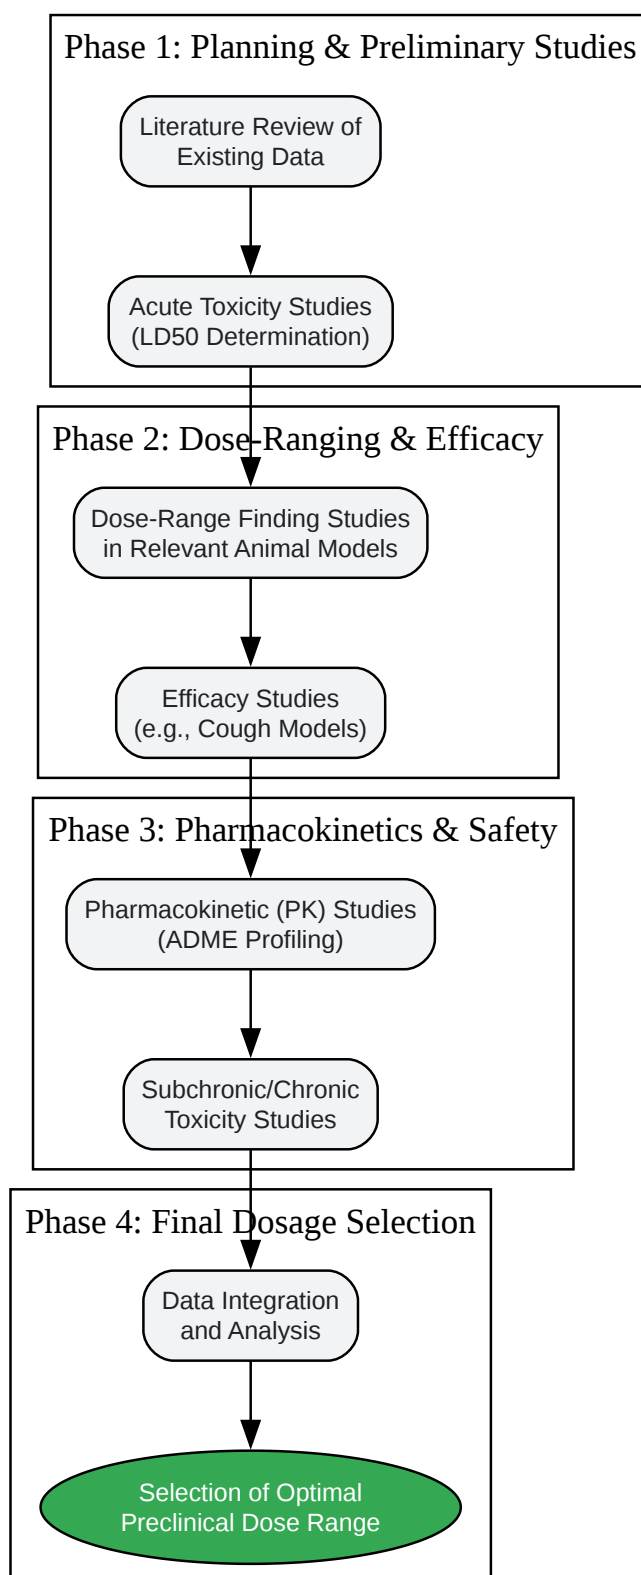 Phase 1: Planning & Preliminary Studies
Literature Review of
Existing Data
Acute Toxicity Studies
(LD50 Determination)
Phase 2: Dose-Ranging & Efficacy
Dose-Range Finding Studies
in Relevant Animal Models
Efficacy Studies
(e.g., Cough Models)
Phase 3: Pharmacokinetics & Safety
Pharmacokinetic (PK) Studies
(ADME Profiling)
Subchronic/Chronic
Toxicity Studies
Phase 4: Final Dosage Selection
Data Integration
and Analysis
Selection of Optimal
Preclinical Dose Range